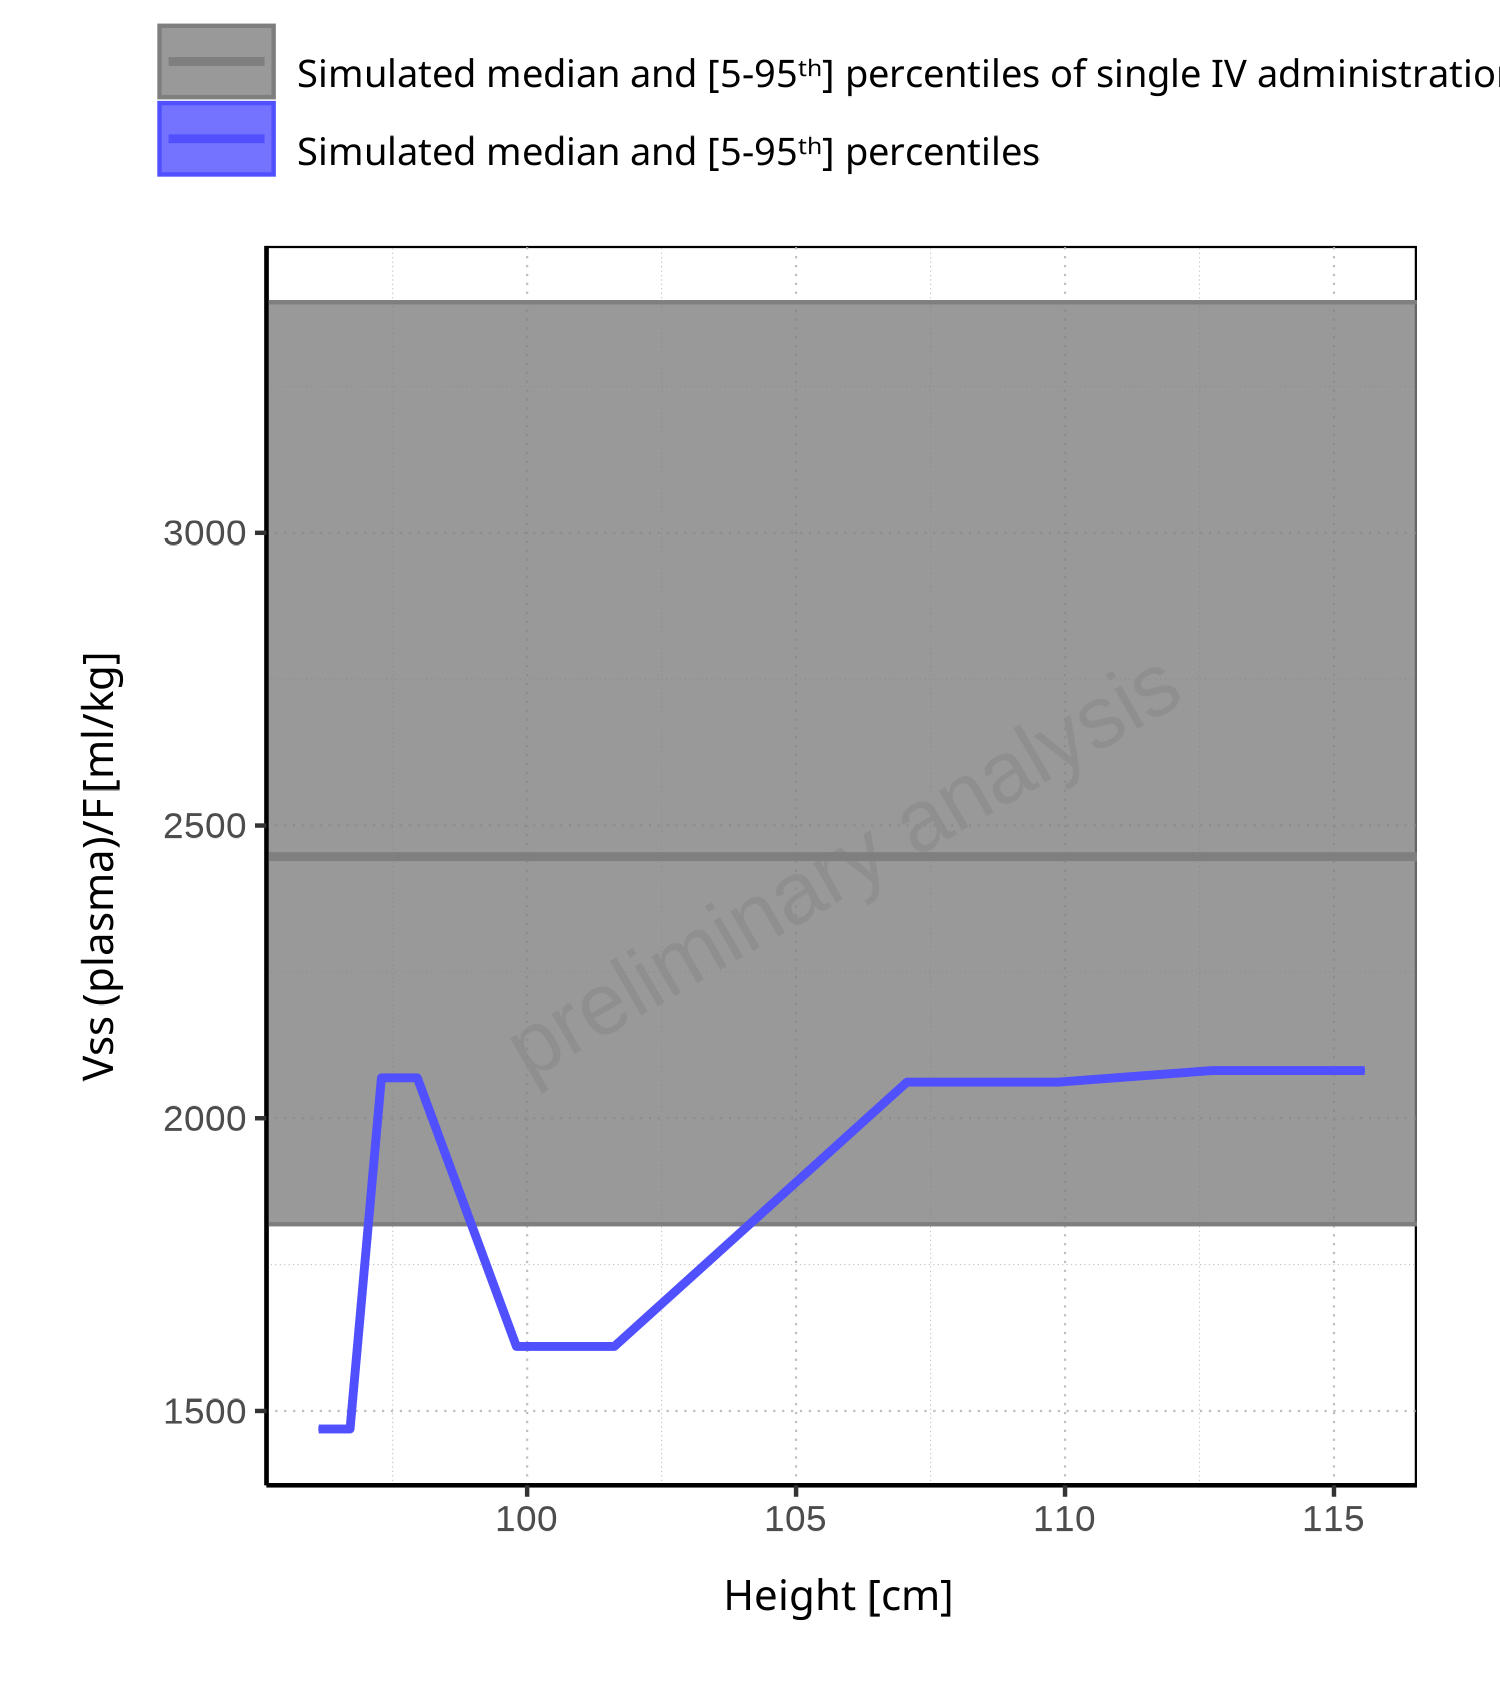 Simulated median and [5-95ᵗʰ] percentiles of single IV administratio
Simulated median and [5-95ᵗʰ] percentiles
3000
2500
2000
1500
Vss (plasma)/F [ml/kg]
preliminary analysis
100 105 110 115
Height [cm]